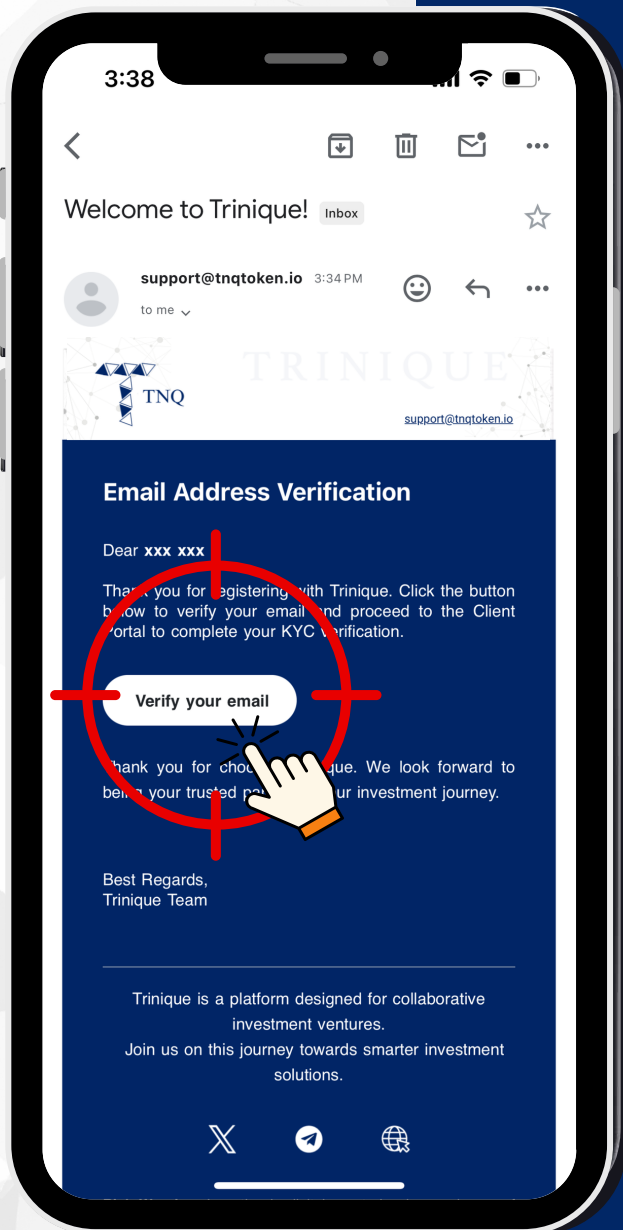 3:38
Welcome to Trinique! Inbox
support@tnqtoken.io 3:34 PM
to me
TRINIQUE
TNQ
support@tnqtoken.io
Email Address Verification
Dear xxx xxx
Thank you for registering with Trinique. Click the button
below to verify your email and proceed to the Client
Portal to complete your KYC verification.
Verify your email
Thank you for We look forward to
being your trusted investment journey.
Best Regards,
Trinique Team
Trinique is a platform designed for collaborative
investment ventures.
Join us on this journey towards smarter investment
solutions.